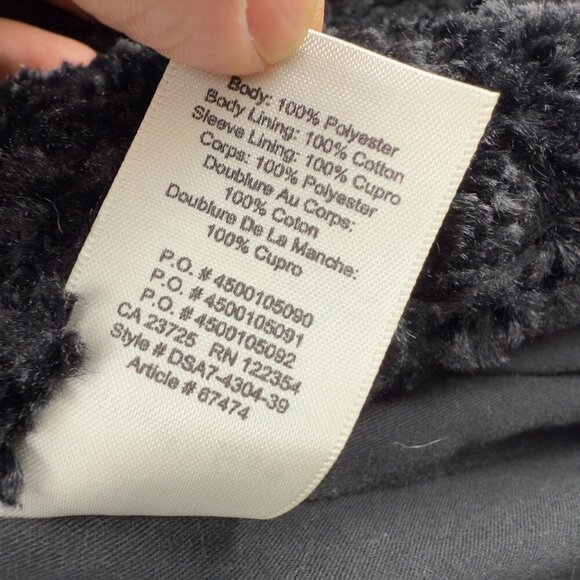 Body: 100% Polyester
Body Lining: 100% Cotton
Sleeve Lining: 100% Cupro
Corps: 100% Polyester
Doublure Au Corps:
100% Coton
Doublure De La Manche:
100% Cupro
P.O. # 4500105090
P.O. # 4500105091
P.O. # 4500105092
CA 23725 RN 122354
Style # DSA7-4304-39
Article # 67474